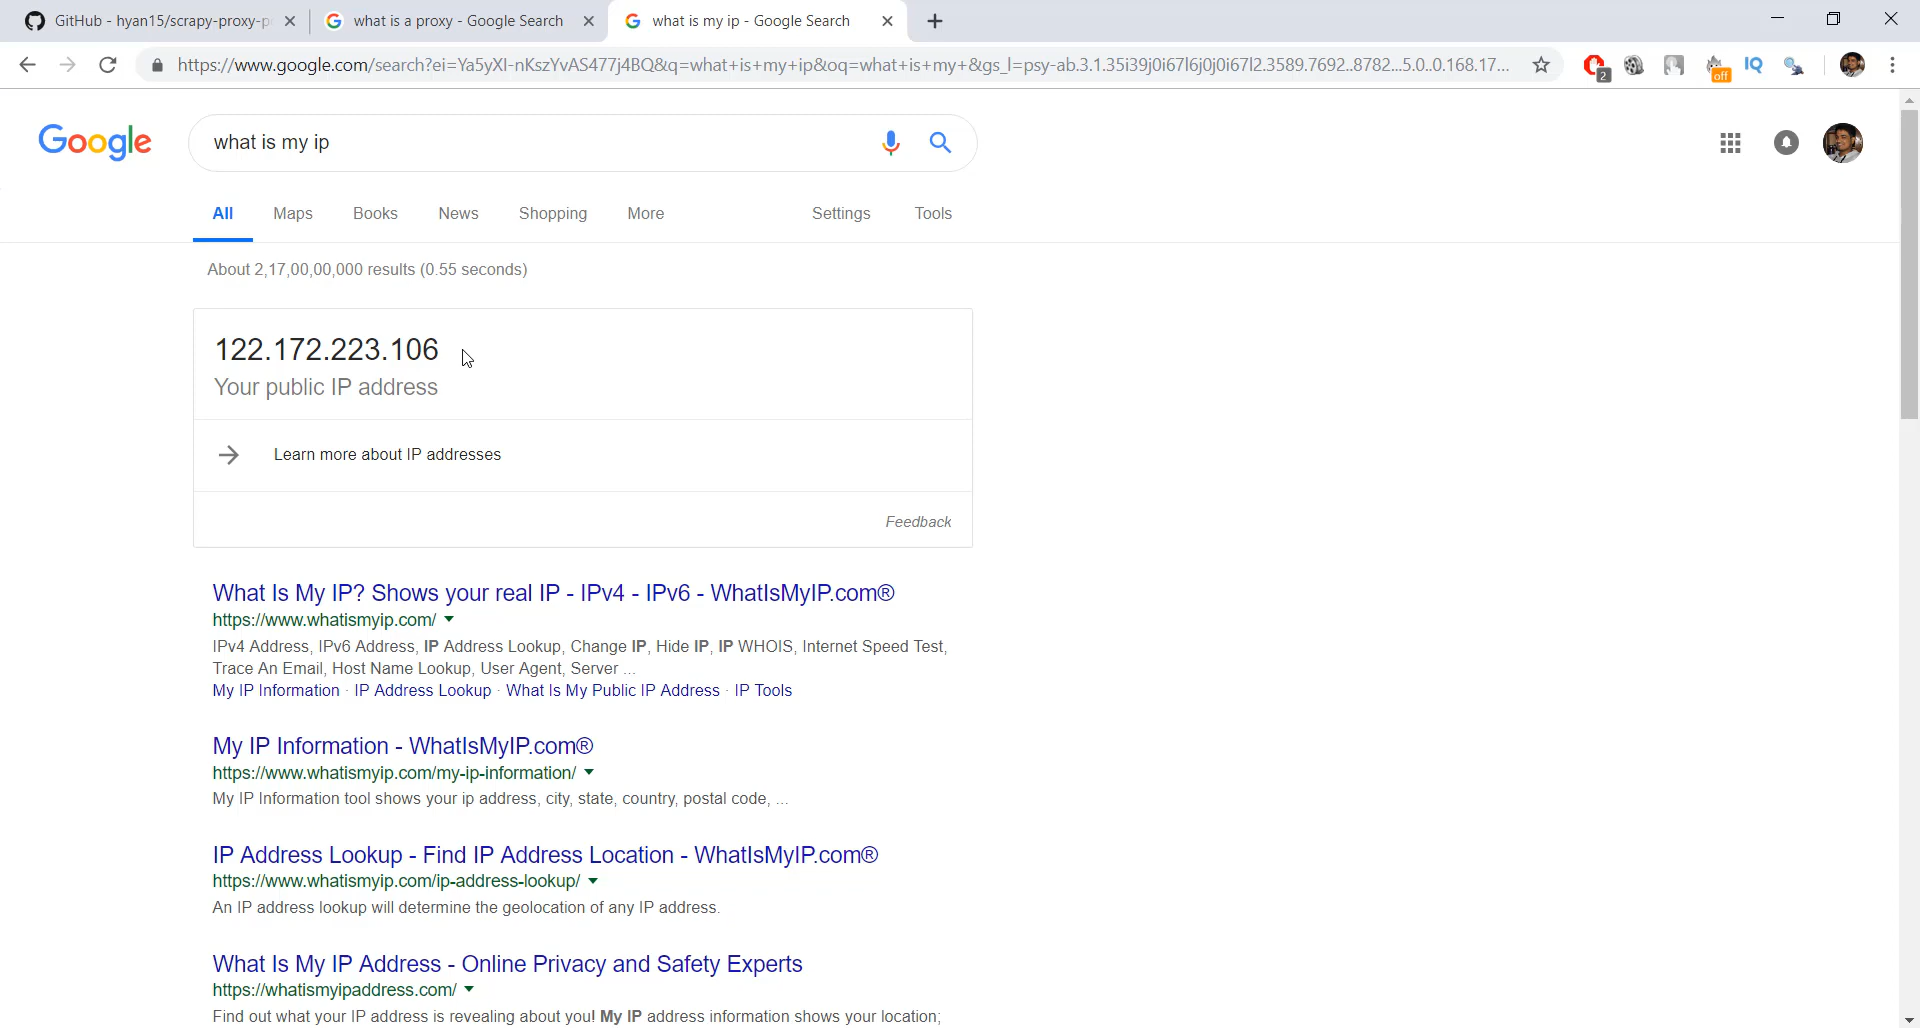 GitHub - hyan15/scrapy-proxy-p
what is a proxy - Google Search
what is my ip - Google Search
https://www.google.com/search?ei=Ya5yXI-nKszYvAS477j4BQ&q=what+is+my+ip&oq=what+is+my+&gs_l=psy-ab.3.1.35i39j0i67l6j0j0i67l2.3589.7692..8782...5.0..0.168.17...
2
off
IQ
Google
what is my ip
All Maps Books News Shopping More Settings Tools
About 2,17,00,00,000 results (0.55 seconds)
122.172.223.106
Your public IP address
Learn more about IP addresses
Feedback
What Is My IP? Shows your real IP - IPv4 - IPv6 - WhatIsMyIP.com®
https://www.whatismyip.com/
IPv4 Address, IPv6 Address, IP Address Lookup, Change IP, Hide IP, IP WHOIS, Internet Speed Test,
Trace An Email, Host Name Lookup, User Agent, Server ...
My IP Information · IP Address Lookup · What Is My Public IP Address · IP Tools
My IP Information - WhatIsMyIP.com®
https://www.whatismyip.com/my-ip-information/
My IP Information tool shows your ip address, city, state, country, postal code, ...
IP Address Lookup - Find IP Address Location - WhatIsMyIP.com®
https://www.whatismyip.com/ip-address-lookup/
An IP address lookup will determine the geolocation of any IP address.
What Is My IP Address - Online Privacy and Safety Experts
https://whatismyipaddress.com/
Find out what your IP address is revealing about you! My IP address information shows your location;